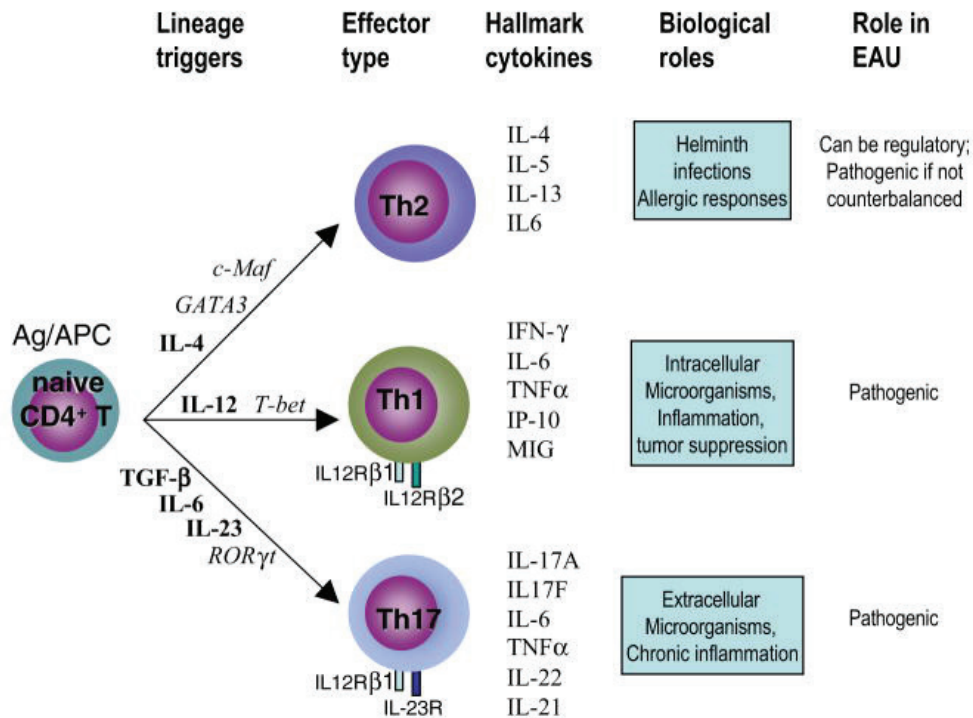 Lineage
triggers
Effector
type
Hallmark
cytokines
Biological
roles
Role in
EAU
Ag/APC
naive
CD4+ T
c-Maf
GATA3
IL-4
Th2
IL-4
IL-5
IL-13
IL6
Helminth
infections
Allergic responses
Can be regulatory;
Pathogenic if not
counterbalanced
IL-12 T-bet
Th1
IL12Rβ1
IL12Rβ2
IFN-γ
IL-6
TNFα
IP-10
MIG
Intracellular
Microorganisms,
Inflammation,
tumor suppression
Pathogenic
TGF-β
IL-6
IL-23
RORγt
Th17
IL12Rβ1
IL-23R
IL-17A
IL17F
IL-6
TNFα
IL-22
IL-21
Extracellular
Microorganisms,
Chronic inflammation
Pathogenic